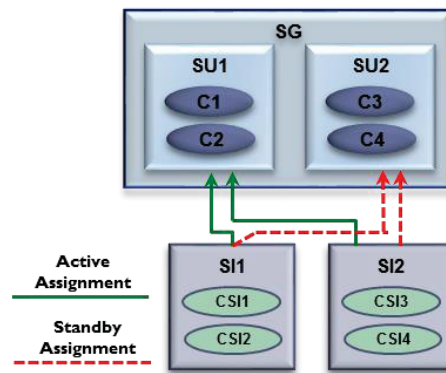 SG
SU1
SU2
C1
C3
C2
C4
Active
Assignment
SI1
SI2
CSI1
CSI3
Standby
Assignment
CSI2
CSI4